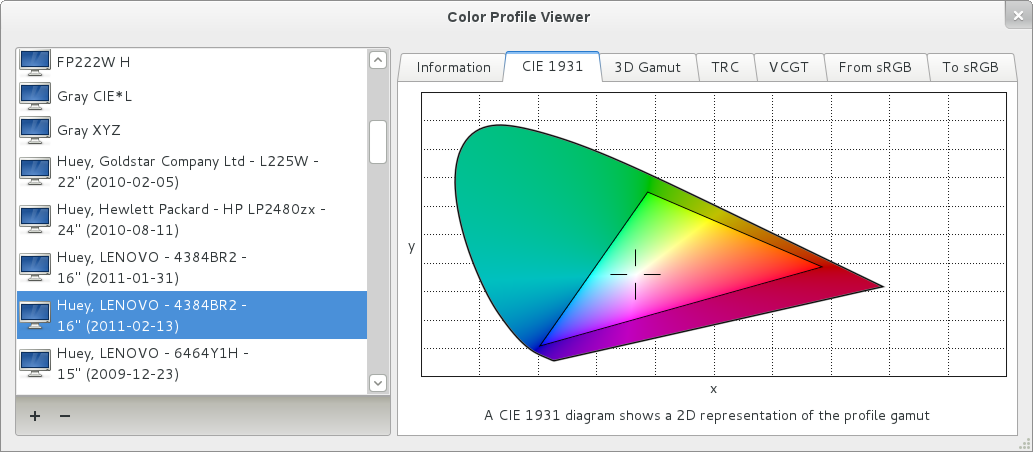 Color Profile Viewer
FP222W H
Gray CIE*L
Gray XYZ
Huey, Goldstar Company Ltd - L225W -
22" (2010-02-05)
Huey, Hewlett Packard - HP LP2480zx -
24" (2010-08-11)
Huey, LENOVO - 4384BR2 -
16" (2011-01-31)
Huey, LENOVO - 4384BR2 -
16" (2011-02-13)
Huey, LENOVO - 6464Y1H -
15" (2009-12-23)
Information CIE 1931 3D Gamut TRC VCGT From sRGB To sRGB
y
x
A CIE 1931 diagram shows a 2D representation of the profile gamut